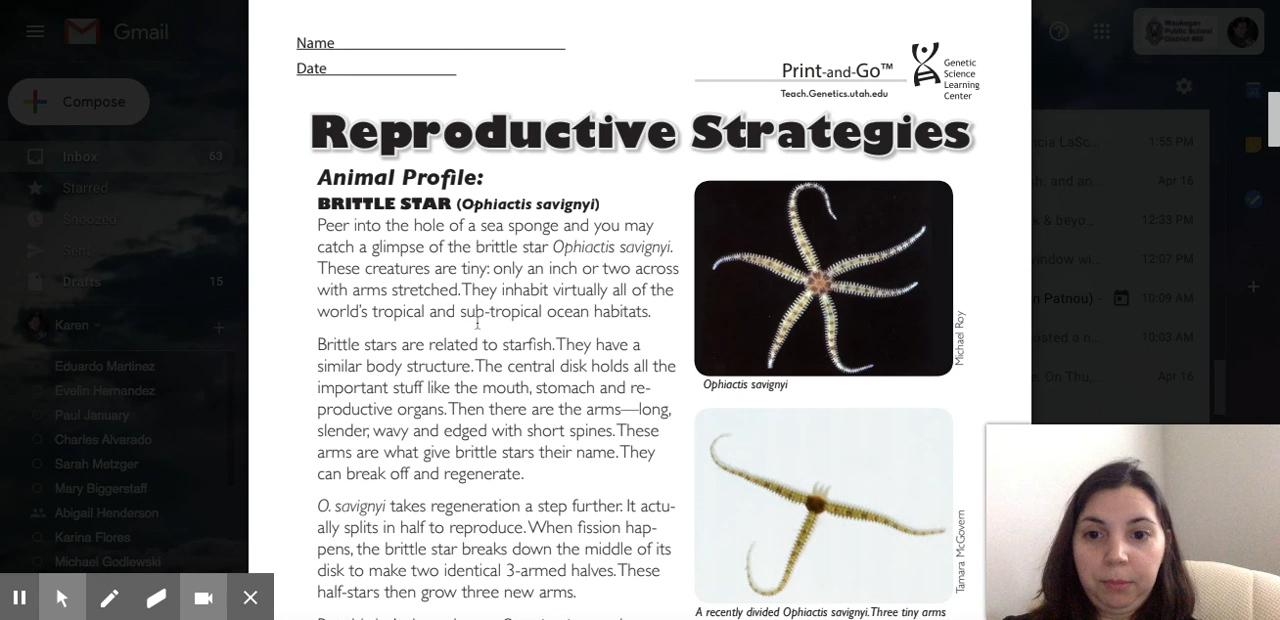 Gmail
Compose
Inbox 63
Starred
Snoozed
Sent
Drafts 15
Karen
Eduardo Martinez
Evelin Hernandez
Paul January
Charles Alvarado
Sarah Metzger
Mary Biggerstaff
Abigail Henderson
Karina Flores
Michael Godlewski
Name
Date
Print-and-Go™
Teach.Genetics.utah.edu
Genetic
Science
Learning
Center
Reproductive Strategies
Animal Profile:
BRITTLE STAR (Ophiactis savignyi)
Peer into the hole of a sea sponge and you may
catch a glimpse of the brittle star Ophiactis savignyi.
These creatures are tiny: only an inch or two across
with arms stretched. They inhabit virtually all of the
world's tropical and sub-tropical ocean habitats.
Brittle stars are related to starfish. They have a
similar body structure. The central disk holds all the
important stuff like the mouth, stomach and re-
productive organs. Then there are the arms—long,
slender, wavy and edged with short spines. These
arms are what give brittle stars their name. They
can break off and regenerate.
O. savignyi takes regeneration a step further. It actu-
ally splits in half to reproduce. When fission hap-
pens, the brittle star breaks down the middle of its
disk to make two identical 3-armed halves. These
half-stars then grow three new arms.
Michael Roy
Ophiactis savignyi
Tamara McGovern
A recently divided Ophiactis savignyi. Three tiny arms
Waukegan
Public School
District #60
1:55 PM
Apr 16
12:33 PM
12:07 PM
10:09 AM
10:03 AM
Apr 16